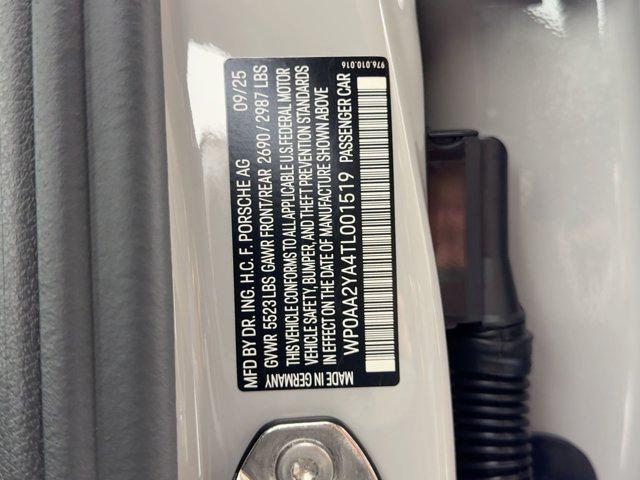 MFD BY DR. ING. H.C. F. PORSCHE AG 09/25
GVWR 5523 LBS GAWR FRONT/REAR 2690 / 2987 LBS
THIS VEHICLE CONFORMS TO ALL APPLICABLE U.S. FEDERAL MOTOR
VEHICLE SAFETY, BUMPER, AND THEFT PREVENTION STANDARDS
IN EFFECT ON THE DATE OF MANUFACTURE SHOWN ABOVE
WP0AA2YA4TL001519 PASSENGER CAR
MADE IN GERMANY
976.010.016